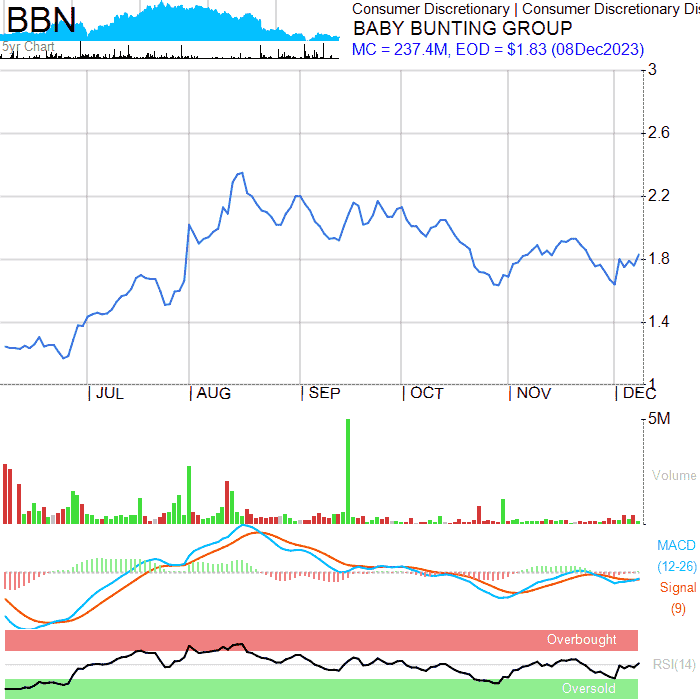 BBN
5yr Chart
Consumer Discretionary | Consumer Discretionary Dis
BABY BUNTING GROUP
MC = 237.4M, EOD = $1.83 (08Dec2023)
3
2.6
2.2
1.8
1.4
1
JUL AUG SEP OCT NOV DEC
5M
Volume
MACD
(12-26)
Signal
(9)
Overbought
RSI(14)
Oversold